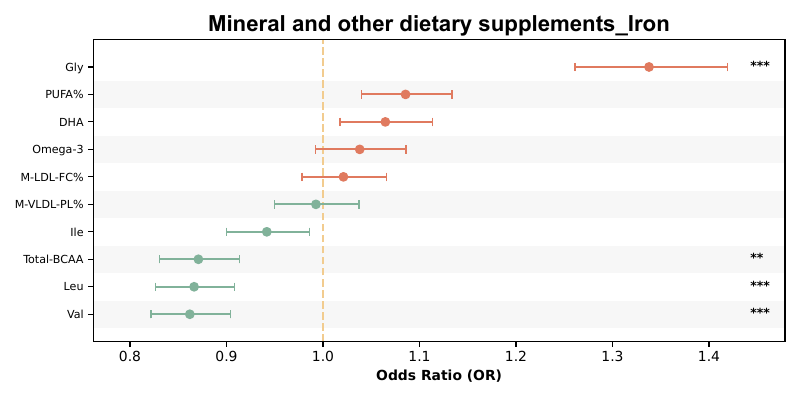 Mineral and other dietary supplements_Iron
Gly ***
PUFA%
DHA
Omega-3
M-LDL-FC%
M-VLDL-PL%
Ile
Total-BCAA **
Leu ***
Val ***
0.8 0.9 1.0 1.1 1.2 1.3 1.4
Odds Ratio (OR)